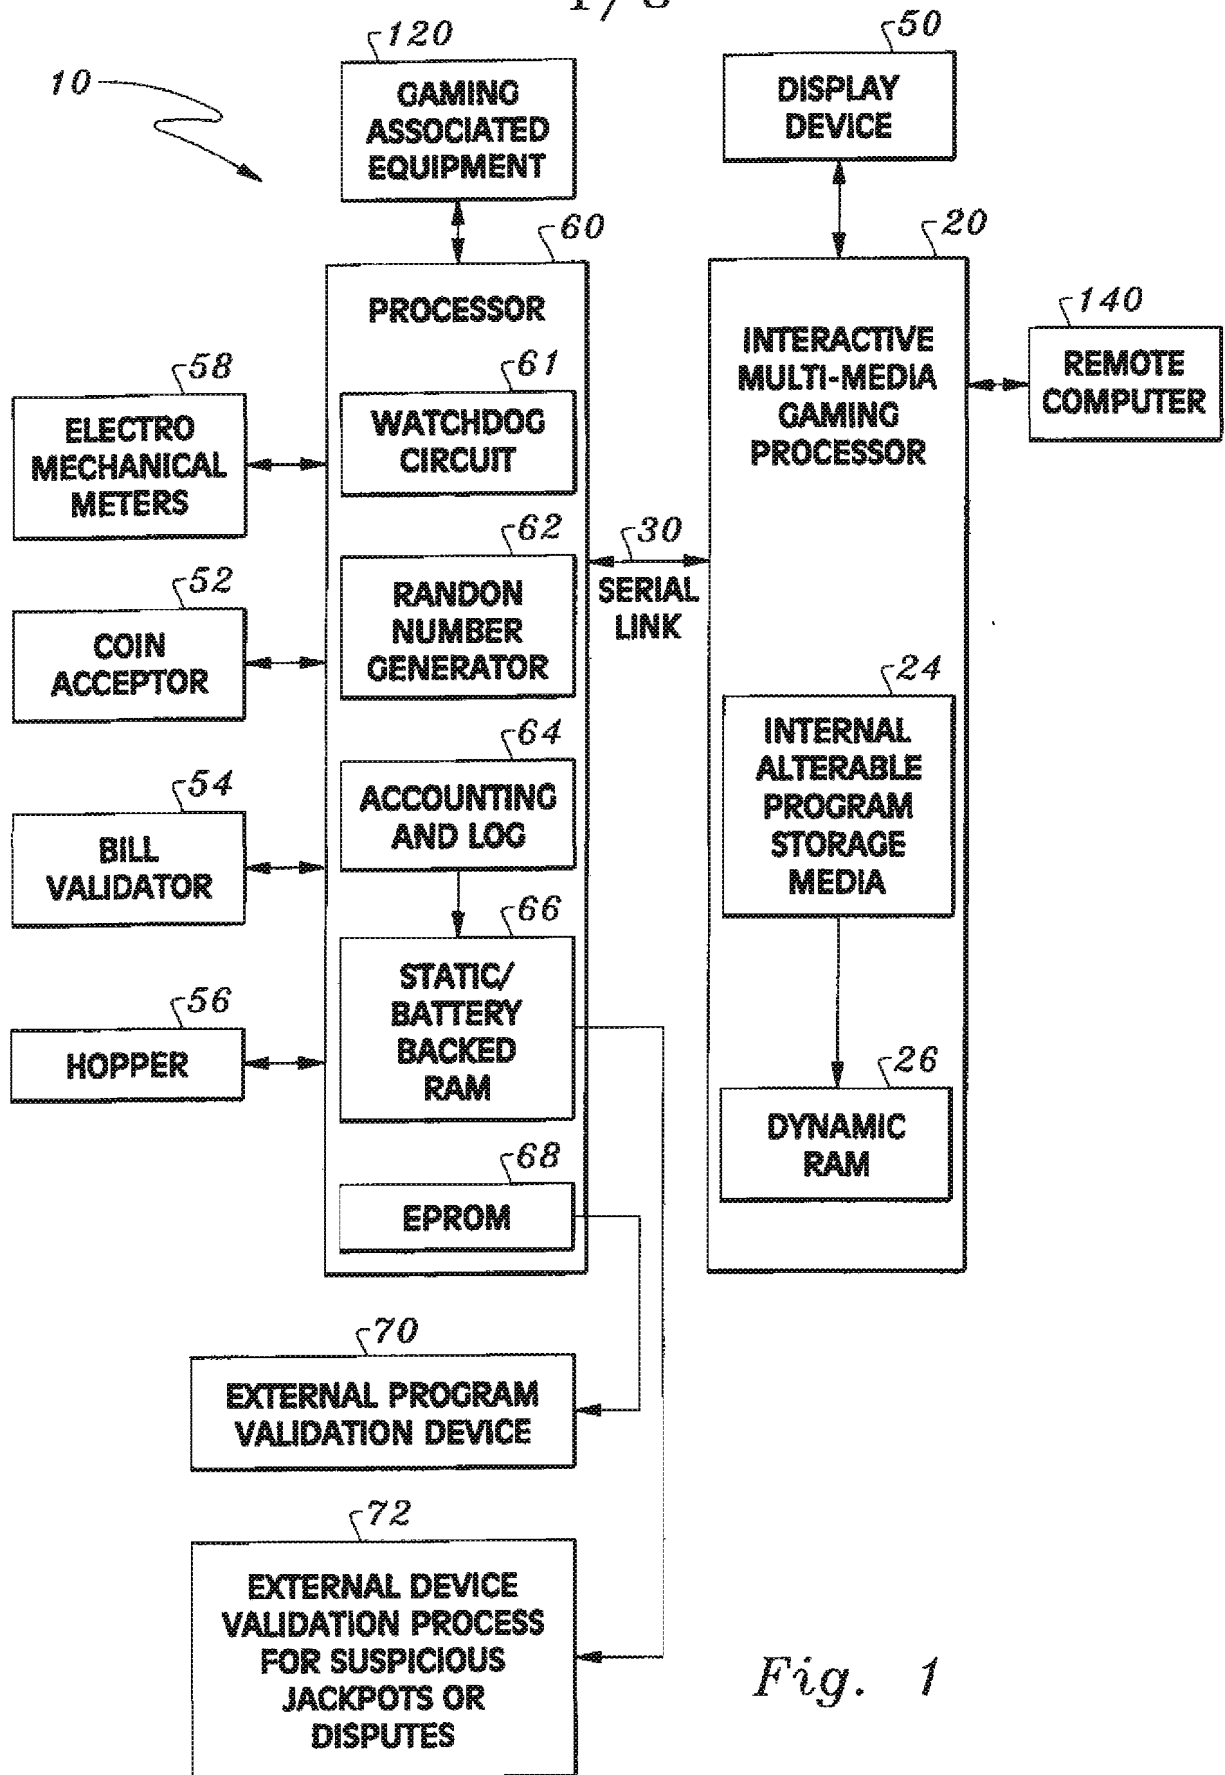 1/8
120
50
10
GAMING
ASSOCIATED
EQUIPMENT
DISPLAY
DEVICE
60
20
PROCESSOR
INTERACTIVE
MULTI-MEDIA
GAMING
PROCESSOR
140
REMOTE
COMPUTER
58
ELECTRO
MECHANICAL
METERS
61
WATCHDOG
CIRCUIT
62
RANDON
NUMBER
GENERATOR
30
SERIAL
LINK
52
COIN
ACCEPTOR
64
ACCOUNTING
AND LOG
24
INTERNAL
ALTERABLE
PROGRAM
STORAGE
MEDIA
54
BILL
VALIDATOR
66
STATIC/
BATTERY
BACKED
RAM
56
HOPPER
26
DYNAMIC
RAM
68
EPROM
70
EXTERNAL PROGRAM
VALIDATION DEVICE
72
EXTERNAL DEVICE
VALIDATION PROCESS
FOR SUSPICIOUS
JACKPOTS OR
DISPUTES
Fig. 1